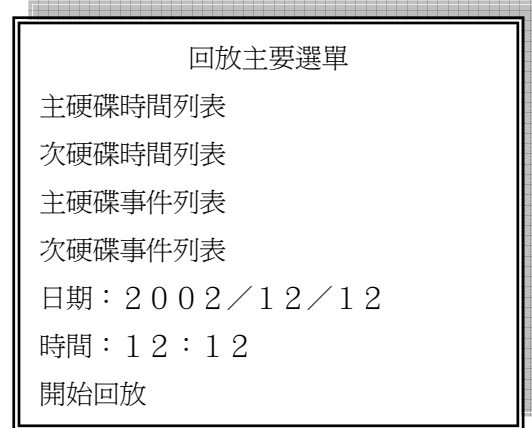 回放主要選單
主硬碟時間列表
次硬碟時間列表
主硬碟事件列表
次硬碟事件列表
日期：２００２／１２／１２
時間：１２：１２
開始回放